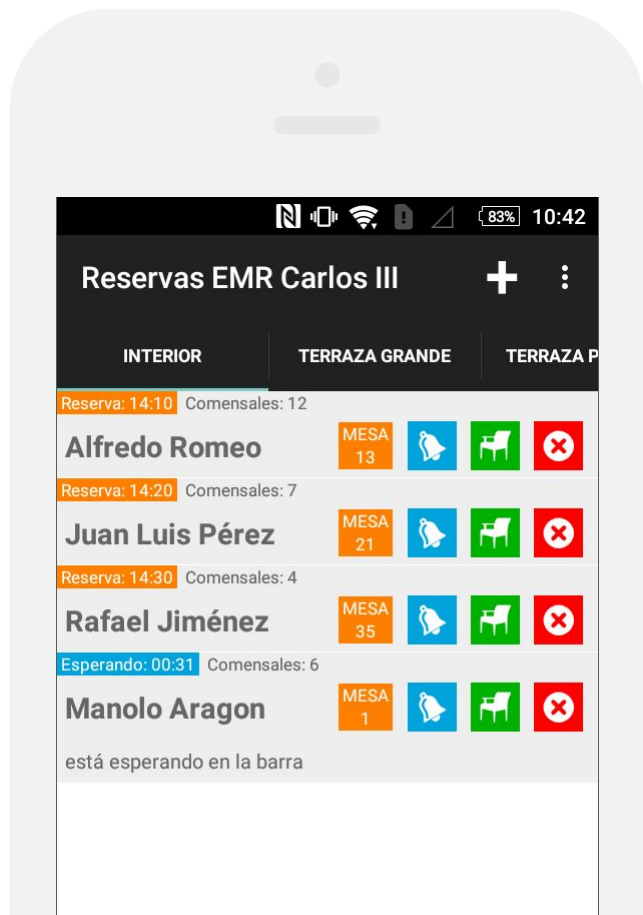 83% 10:42
Reservas EMR Carlos III
INTERIOR TERRAZA GRANDE TERRAZA P
Reserva: 14:10 Comensales: 12
Alfredo Romeo MESA 13
Reserva: 14:20 Comensales: 7
Juan Luis Pérez MESA 21
Reserva: 14:30 Comensales: 4
Rafael Jiménez MESA 35
Esperando: 00:31 Comensales: 6
Manolo Aragon MESA 1
está esperando en la barra